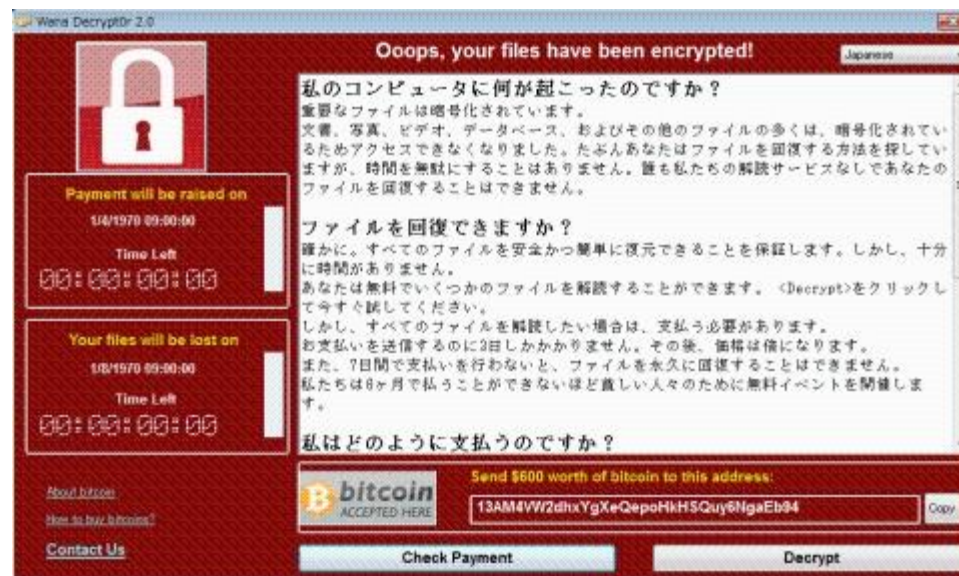 Wana Decrypt0r 2.0
Ooops, your files have been encrypted!
Japanese
私のコンピュータに何が起こったのですか？
重要なファイルは暗号化されています。
文書、写真、ビデオ、データベース、およびその他のファイルの多くは、暗号化されてい
るためアクセスできなくなりました。たぶんあなたはファイルを回復する方法を探してい
ますが、時間を無駄にすることはありません。誰も私たちの解読サービスなしであなたの
ファイルを回復することはできません。
ファイルを回復できますか？
確かに。すべてのファイルを安全かつ簡単に復元できることを保証します。しかし、十分
に時間がありません。
あなたは無料でいくつかのファイルを解読することができます。 <Decrypt>をクリックし
て今すぐ試してください。
しかし、すべてのファイルを解読したい場合は、支払う必要があります。
お支払いを送信するのに3日しかかかりません。その後、価格は倍になります。
また、7日間で支払いを行わないと、ファイルを永久に回復することはできません。
私たちは6ヶ月で払うことができないほど貧しい人々のために無料イベントを開催しま
す。
私はどのように支払うのですか？
Payment will be raised on
1/4/1970 09:00:00
Time Left
00:00:00:00
Your files will be lost on
1/8/1970 09:00:00
Time Left
00:00:00:00
About bitcoin
How to buy bitcoins?
Contact Us
bitcoin
ACCEPTED HERE
Send $600 worth of bitcoin to this address:
13AM4VW2dhxYgXeQepoHkHSQuy6NgaEb94
Copy
Check Payment
Decrypt